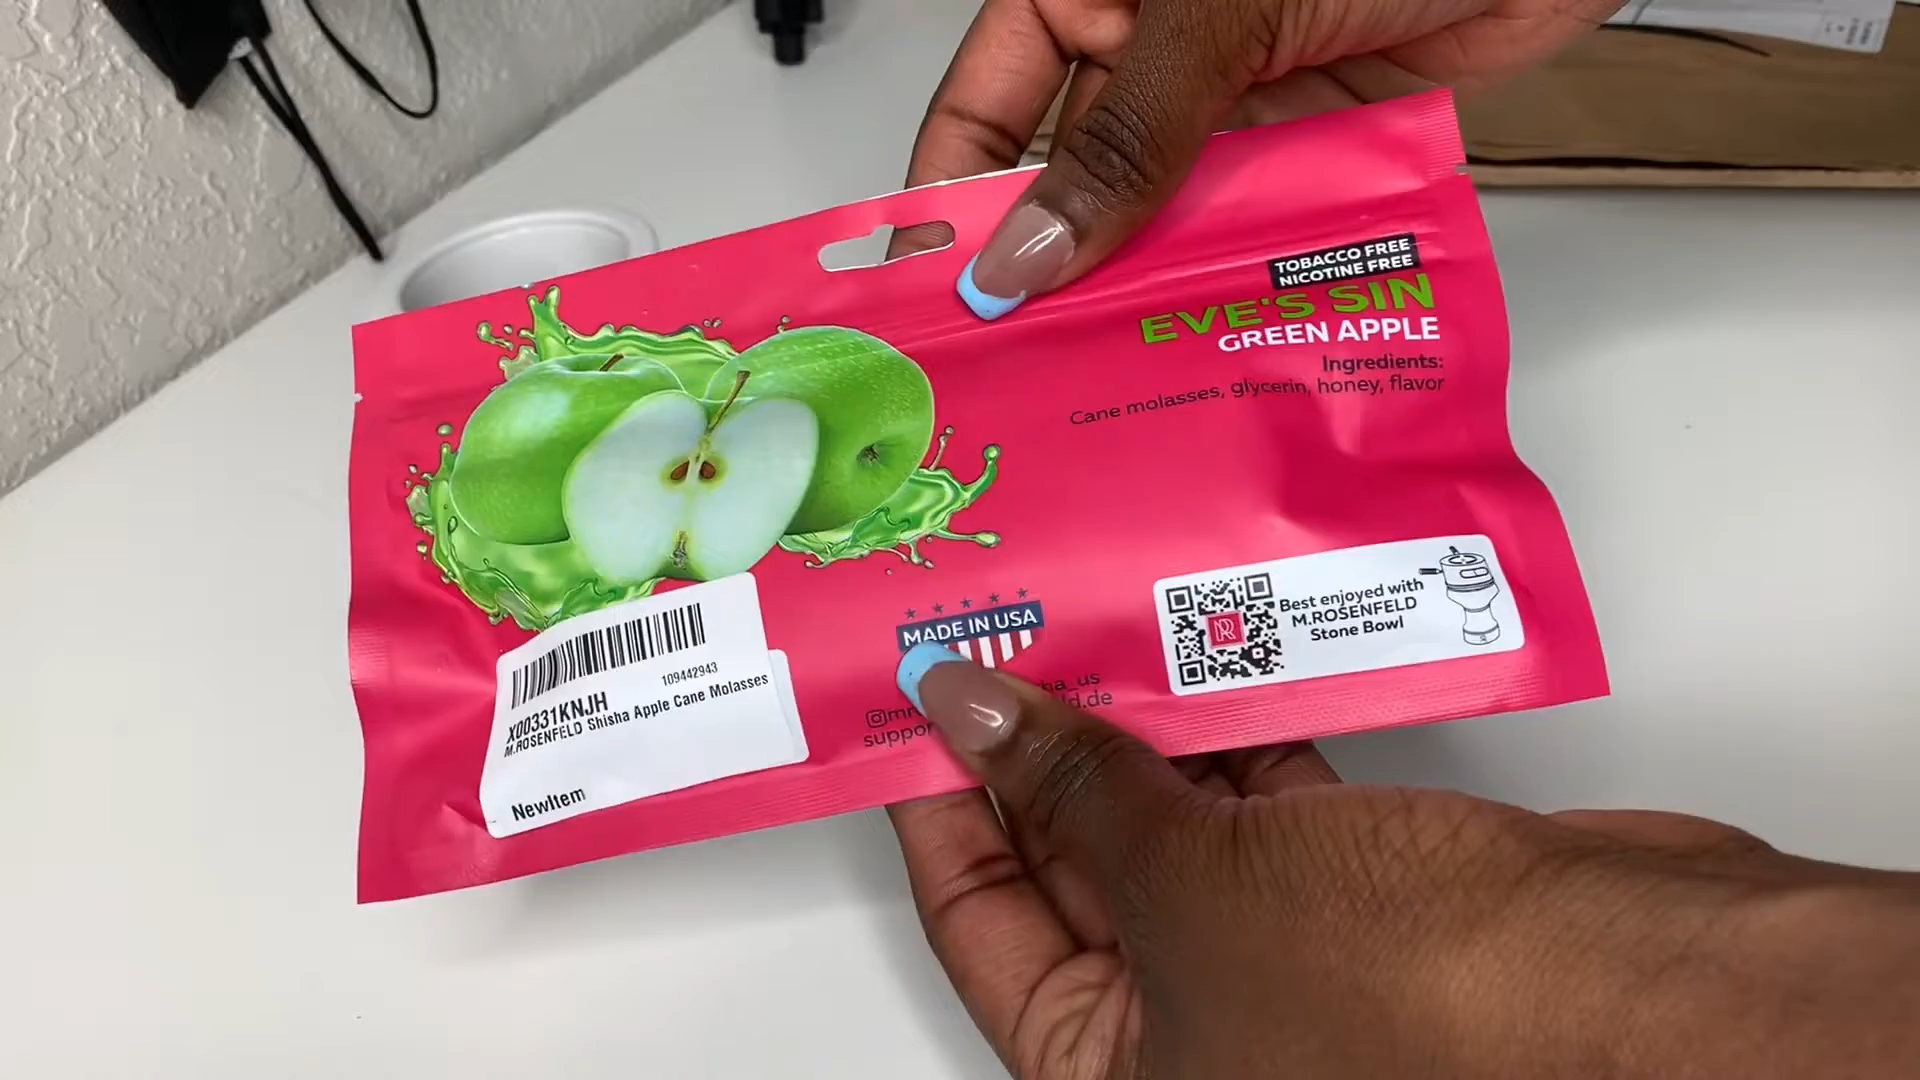 TOBACCO FREE
NICOTINE FREE
EVE'S SIN
GREEN APPLE
Ingredients:
Cane molasses, glycerin, honey, flavor
MADE IN USA
Best enjoyed with
M.ROSENFELD
Stone Bowl
109442943
X00331KNJH
M.ROSENFELD Shisha Apple Cane Molasses
NewItem